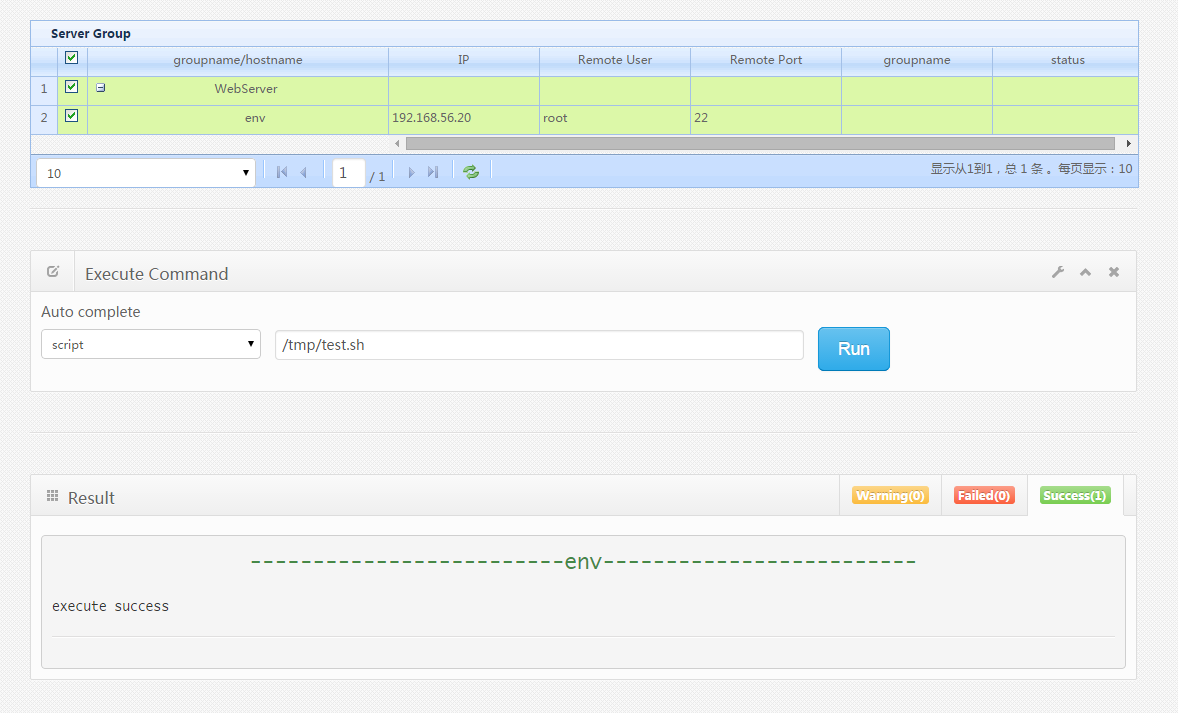 Server Group
groupname/hostname IP Remote User Remote Port groupname status
1 WebServer
2 env 192.168.56.20 root 22
10 1 / 1 显示从1到1，总 1 条 。每页显示：10
Execute Command
Auto complete
script /tmp/test.sh Run
Result Warning(0) Failed(0) Success(1)
-------------------------env-------------------------
execute success